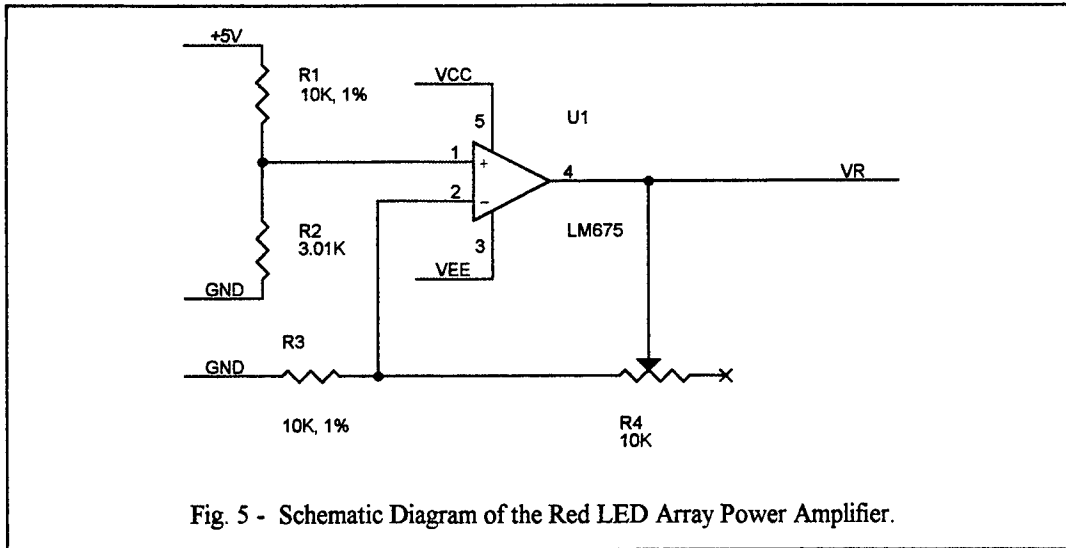 +5V
R1
10K, 1%
VCC
5
U1
1
+
4
VR
2
-
R2
3.01K
LM675
3
VEE
GND
R3
GND
10K, 1%
R4
10K
Fig. 5 - Schematic Diagram of the Red LED Array Power Amplifier.